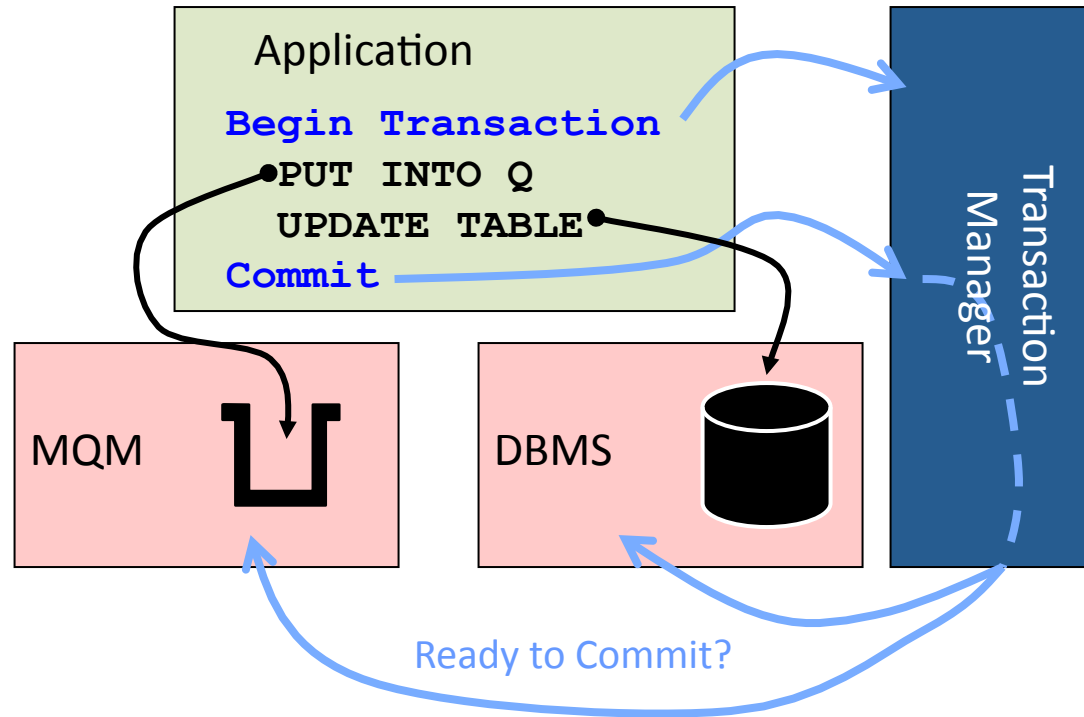 Application
Begin Transaction
PUT INTO Q
UPDATE TABLE
Commit
Transaction
Manager
MQM
DBMS
Ready to Commit?